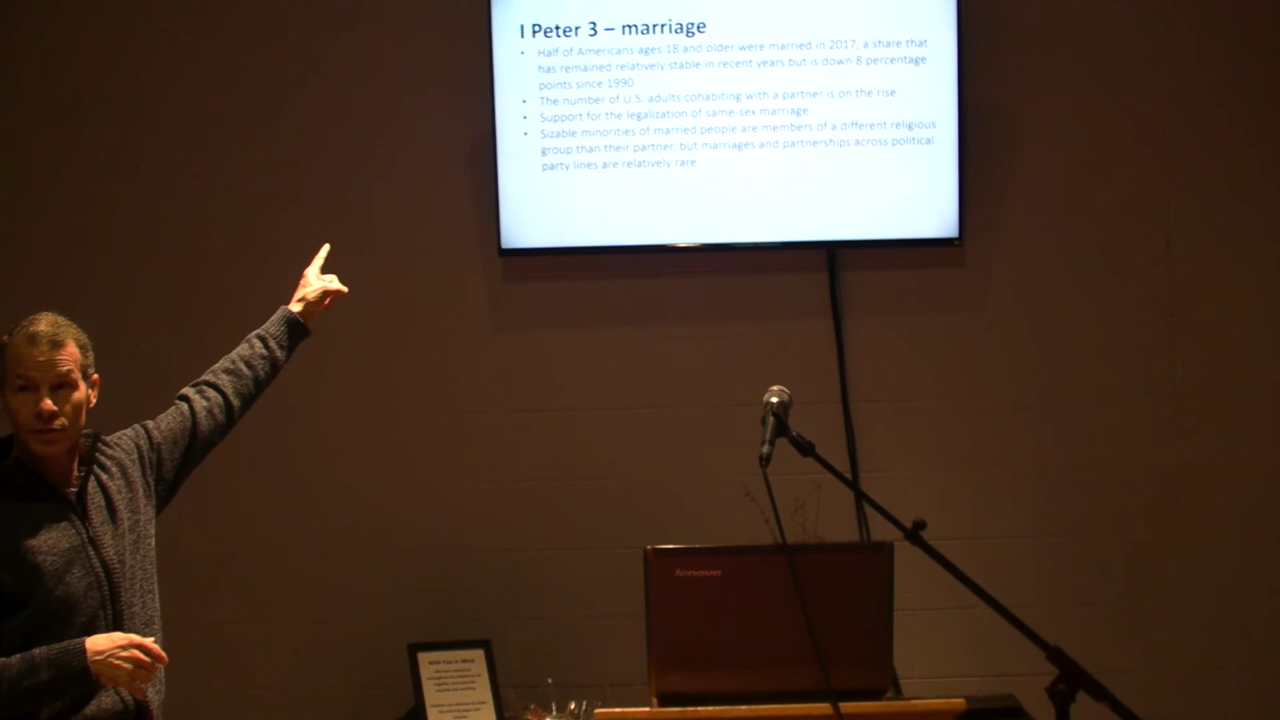 I Peter 3 – marriage
• Half of Americans ages 18 and older were married in 2017, a share that
has remained relatively stable in recent years but is down 8 percentage
points since 1990.
• The number of U.S. adults cohabiting with a partner is on the rise.
• Support for the legalization of same-sex marriage
• Sizable minorities of married people are members of a different religious
group than their partner, but marriages and partnerships across political
party lines are relatively rare
lenovo